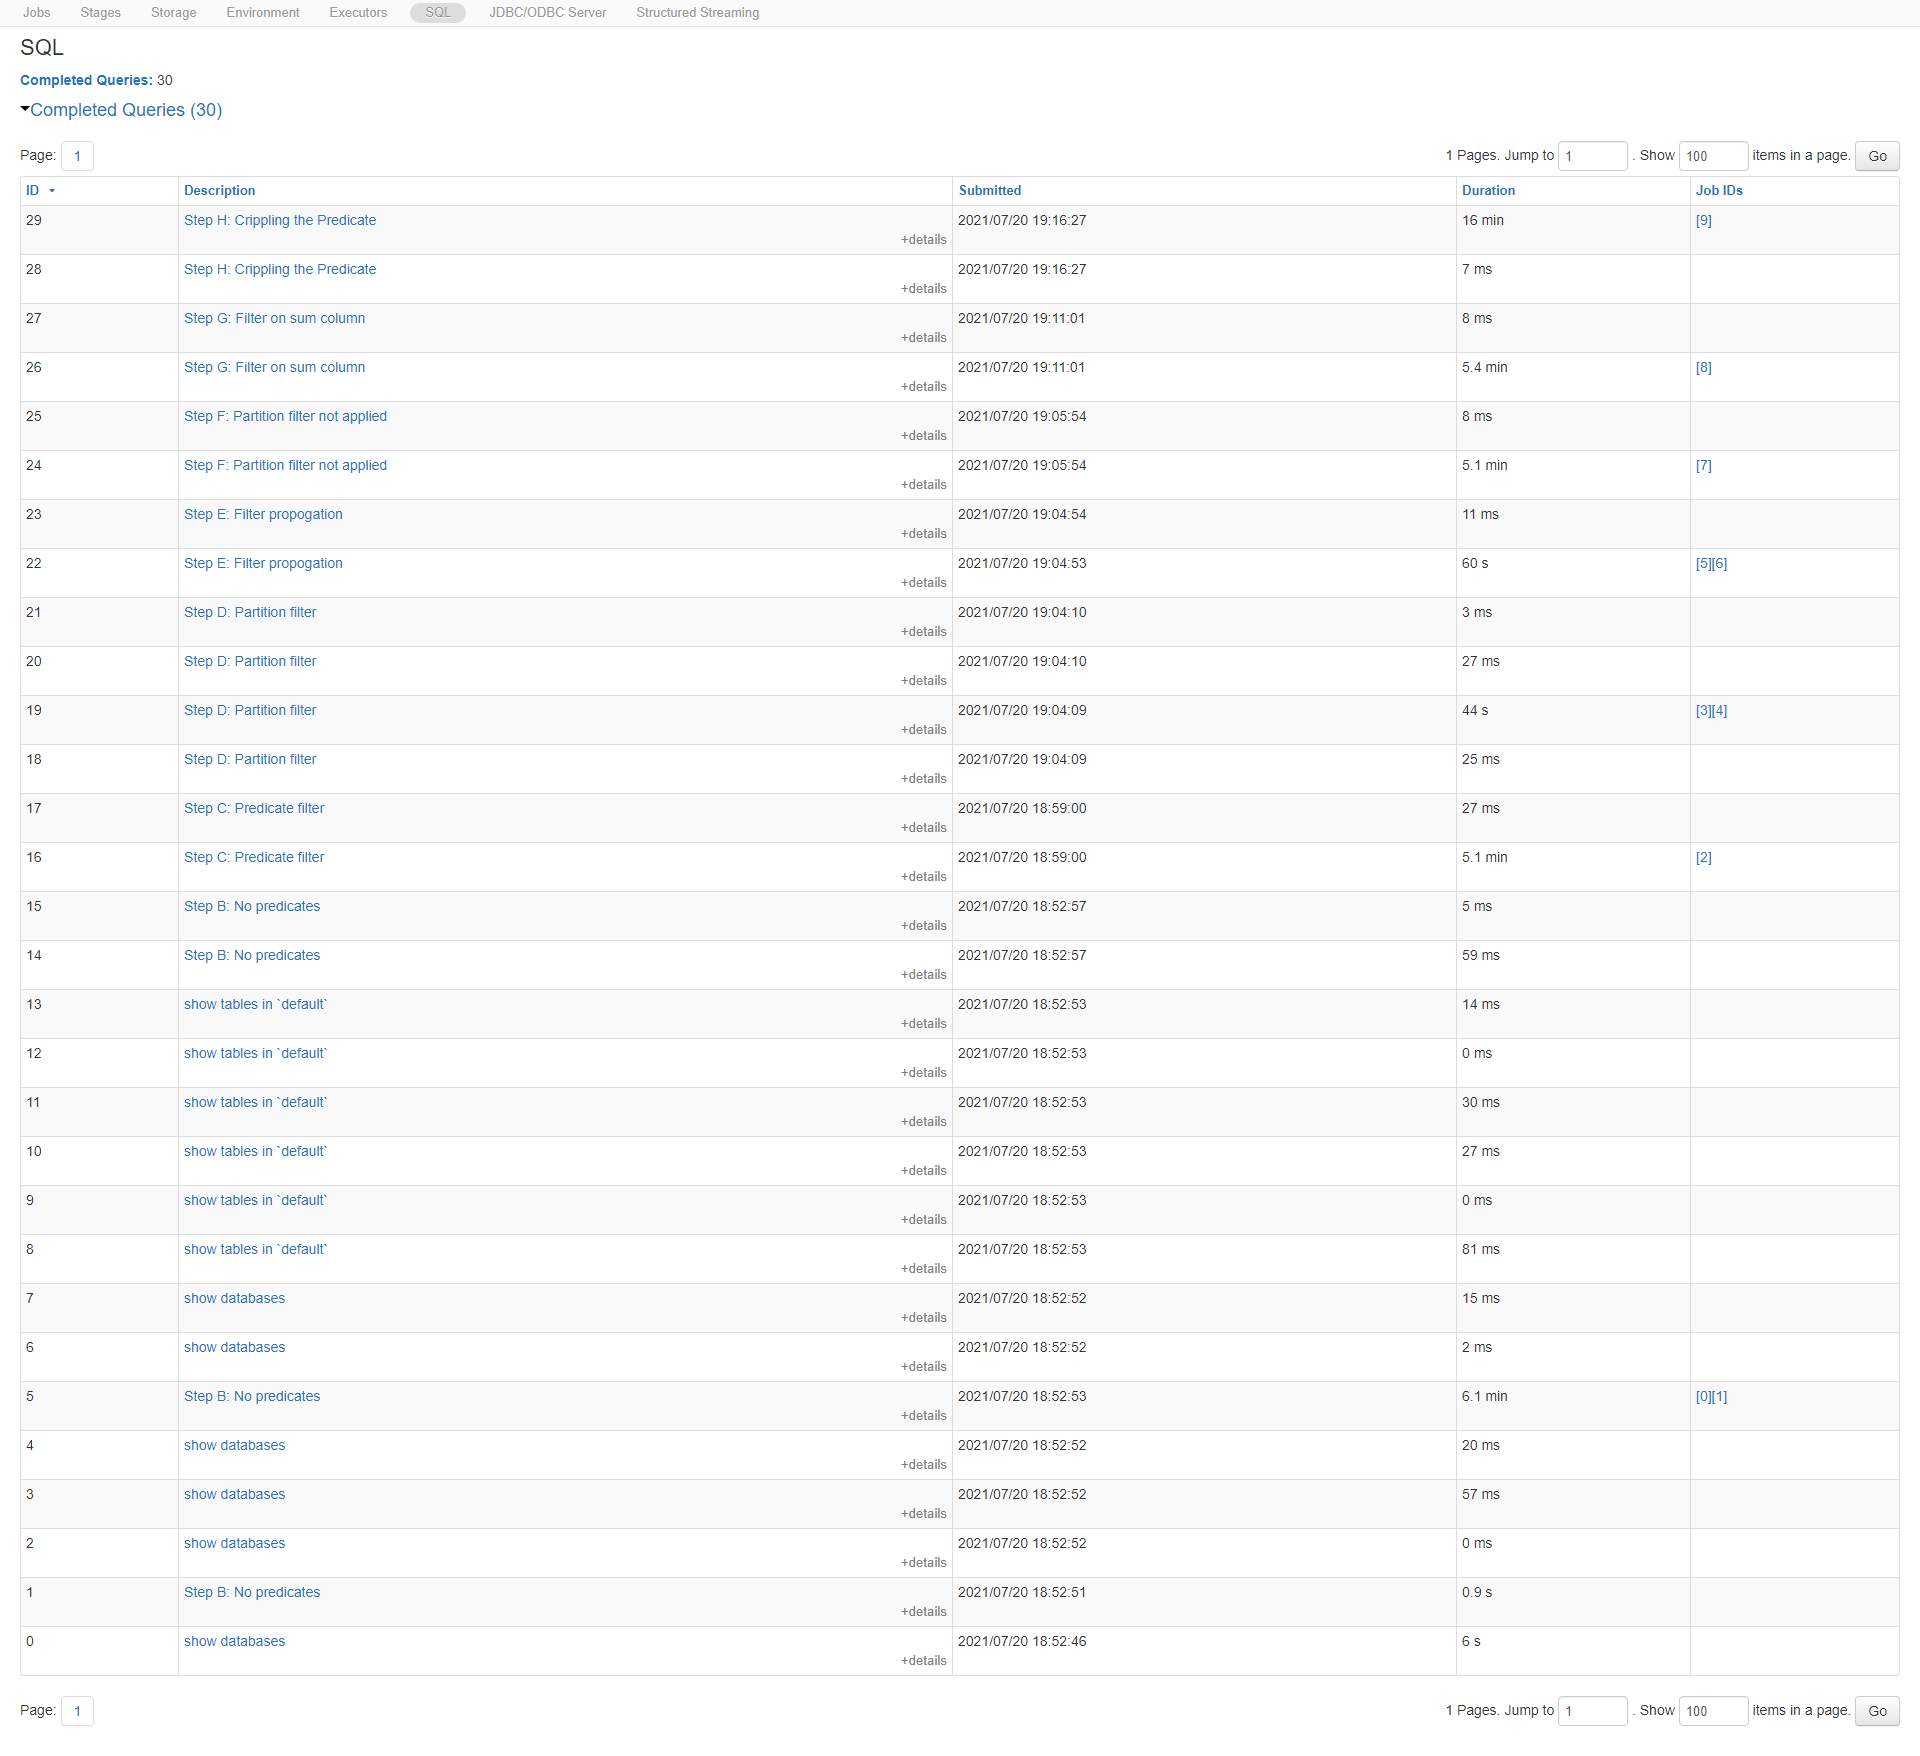 Jobs Stages Storage Environment Executors SQL JDBC/ODBC Server Structured Streaming
SQL
Completed Queries: 30
Completed Queries (30)
Page: 1 1 Pages. Jump to 1 . Show 100 items in a page. Go
ID Description Submitted Duration Job IDs
29 Step H: Crippling the Predicate 2021/07/20 19:16:27 16 min [9]
+details
28 Step H: Crippling the Predicate 2021/07/20 19:16:27 7 ms
+details
27 Step G: Filter on sum column 2021/07/20 19:11:01 8 ms
+details
26 Step G: Filter on sum column 2021/07/20 19:11:01 5.4 min [8]
+details
25 Step F: Partition filter not applied 2021/07/20 19:05:54 8 ms
+details
24 Step F: Partition filter not applied 2021/07/20 19:05:54 5.1 min [7]
+details
23 Step E: Filter propogation 2021/07/20 19:04:54 11 ms
+details
22 Step E: Filter propogation 2021/07/20 19:04:53 60 s [5][6]
+details
21 Step D: Partition filter 2021/07/20 19:04:10 3 ms
+details
20 Step D: Partition filter 2021/07/20 19:04:10 27 ms
+details
19 Step D: Partition filter 2021/07/20 19:04:09 44 s [3][4]
+details
18 Step D: Partition filter 2021/07/20 19:04:09 25 ms
+details
17 Step C: Predicate filter 2021/07/20 18:59:00 27 ms
+details
16 Step C: Predicate filter 2021/07/20 18:59:00 5.1 min [2]
+details
15 Step B: No predicates 2021/07/20 18:52:57 5 ms
+details
14 Step B: No predicates 2021/07/20 18:52:57 59 ms
+details
13 show tables in `default` 2021/07/20 18:52:53 14 ms
+details
12 show tables in `default` 2021/07/20 18:52:53 0 ms
+details
11 show tables in `default` 2021/07/20 18:52:53 30 ms
+details
10 show tables in `default` 2021/07/20 18:52:53 27 ms
+details
9 show tables in `default` 2021/07/20 18:52:53 0 ms
+details
8 show tables in `default` 2021/07/20 18:52:53 81 ms
+details
7 show databases 2021/07/20 18:52:52 15 ms
+details
6 show databases 2021/07/20 18:52:52 2 ms
+details
5 Step B: No predicates 2021/07/20 18:52:53 6.1 min [0][1]
+details
4 show databases 2021/07/20 18:52:52 20 ms
+details
3 show databases 2021/07/20 18:52:52 57 ms
+details
2 show databases 2021/07/20 18:52:52 0 ms
+details
1 Step B: No predicates 2021/07/20 18:52:51 0.9 s
+details
0 show databases 2021/07/20 18:52:46 6 s
+details
Page: 1 1 Pages. Jump to 1 . Show 100 items in a page. Go